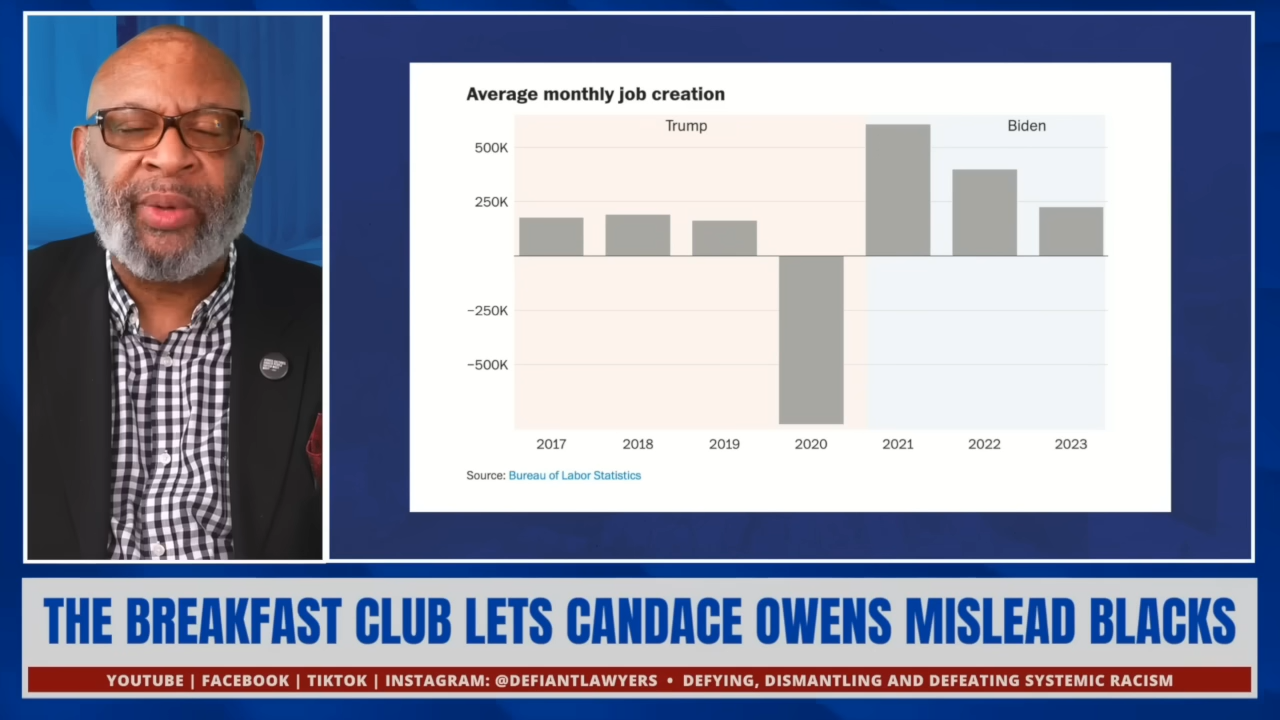 Average monthly job creation
Trump
Biden
500K
250K
−250K
−500K
2017 2018 2019 2020 2021 2022 2023
Source: Bureau of Labor Statistics
THE BREAKFAST CLUB LETS CANDACE OWENS MISLEAD BLACKS
YOUTUBE | FACEBOOK | TIKTOK | INSTAGRAM: @DEFIANTLAWYERS • DEFYING, DISMANTLING AND DEFEATING SYSTEMIC RACISM